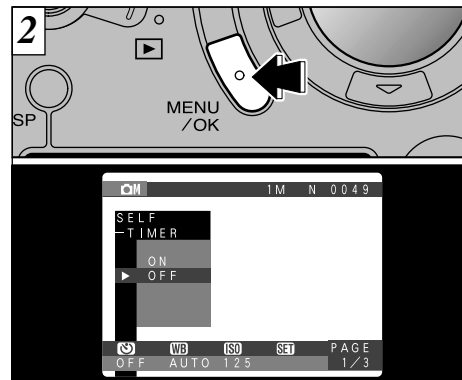 2
SP
MENU
/OK
M 1M N 0049
SELF
-TIMER
ON
OFF
WB ISO SET PAGE
OFF AUTO 125 1/3